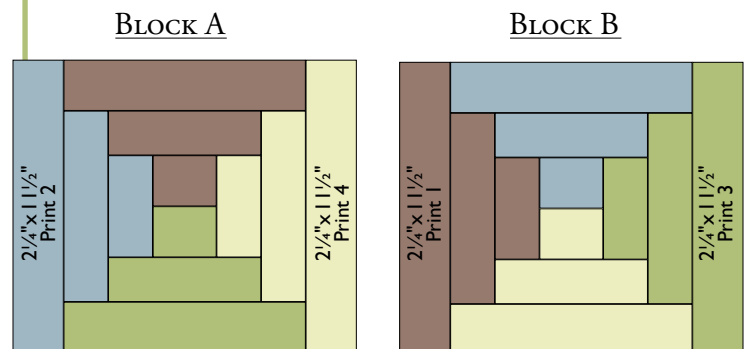 BLOCK A
BLOCK B
2¼"x 11½"
Print 2
2¼"x 11½"
Print 4
2¼"x 11½"
Print 1
2¼"x 11½"
Print 3